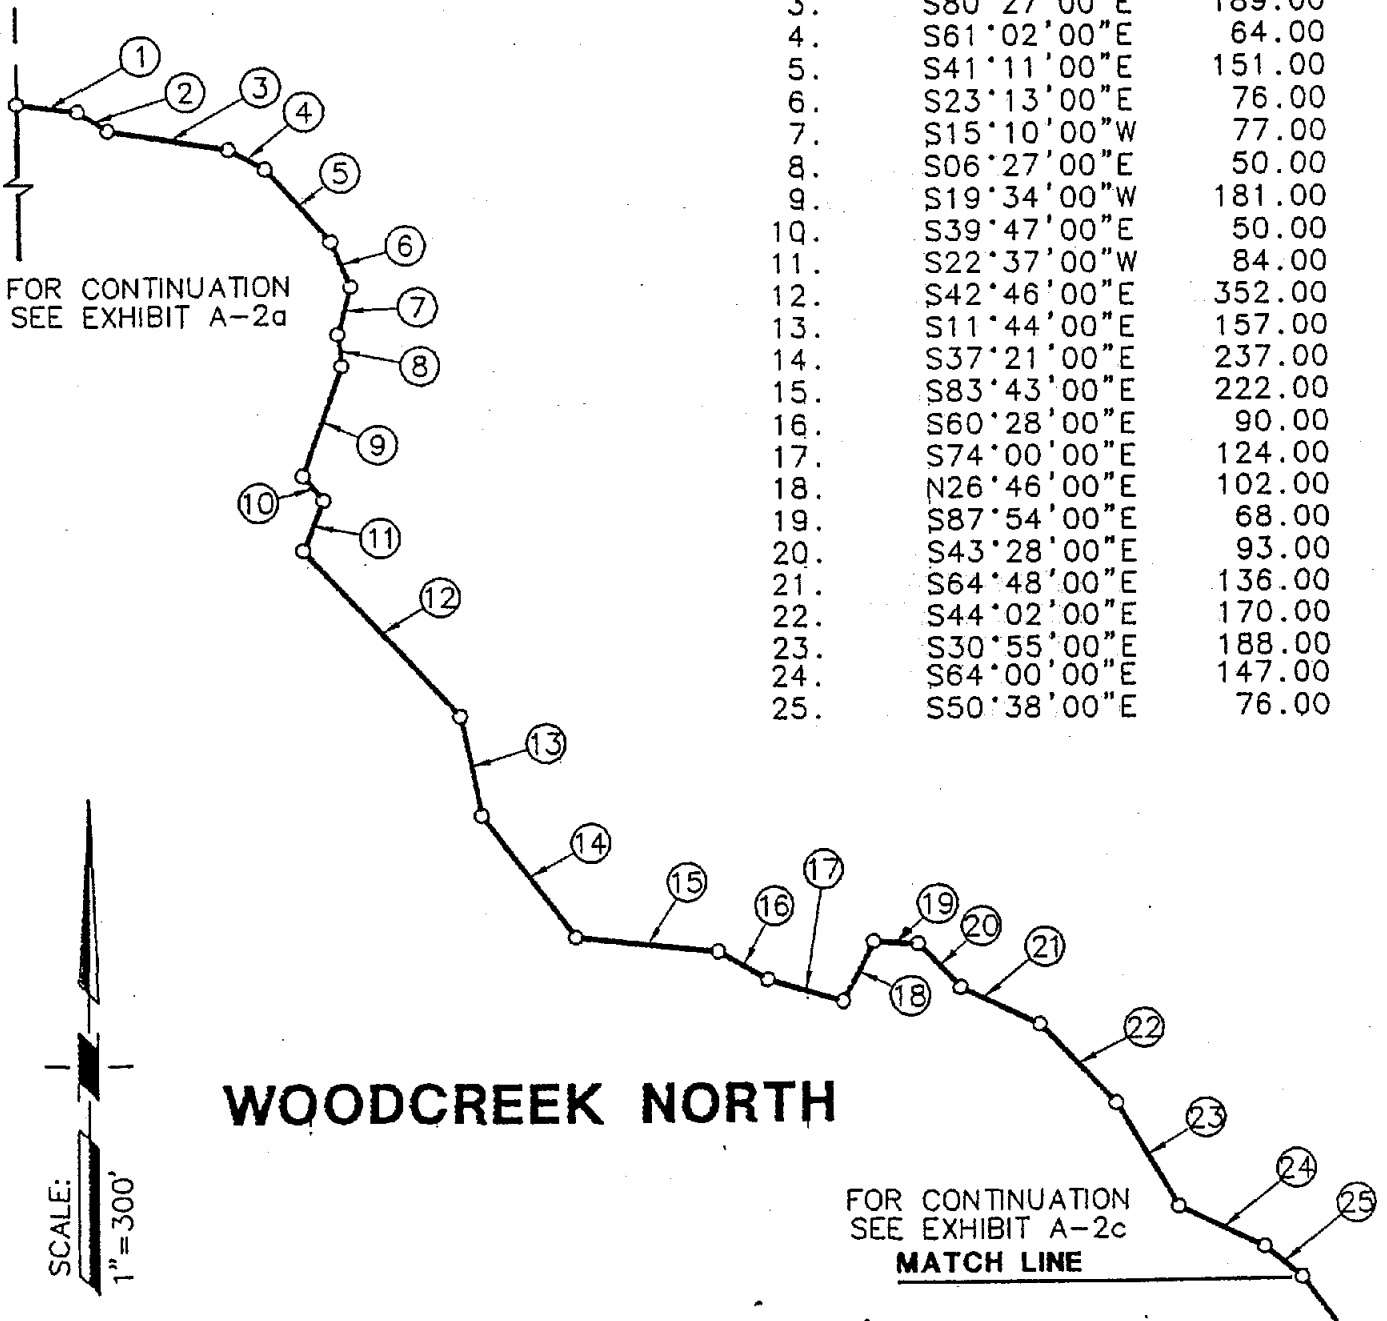 3. S80°27'00"E 189.00
4. S61°02'00"E 64.00
5. S41°11'00"E 151.00
6. S23°13'00"E 76.00
7. S15°10'00"W 77.00
8. S06°27'00"E 50.00
9. S19°34'00"W 181.00
10. S39°47'00"E 50.00
11. S22°37'00"W 84.00
12. S42°46'00"E 352.00
13. S11°44'00"E 157.00
14. S37°21'00"E 237.00
15. S83°43'00"E 222.00
16. S60°28'00"E 90.00
17. S74°00'00"E 124.00
18. N26°46'00"E 102.00
19. S87°54'00"E 68.00
20. S43°28'00"E 93.00
21. S64°48'00"E 136.00
22. S44°02'00"E 170.00
23. S30°55'00"E 188.00
24. S64°00'00"E 147.00
25. S50°38'00"E 76.00
1
2
3
4
5
6
FOR CONTINUATION
SEE EXHIBIT A-2a
7
8
9
10
11
12
13
14
15
16
17
18
19
20
21
22
23
24
25
WOODCREEK NORTH
SCALE:
1"=300'
FOR CONTINUATION
SEE EXHIBIT A-2c
MATCH LINE